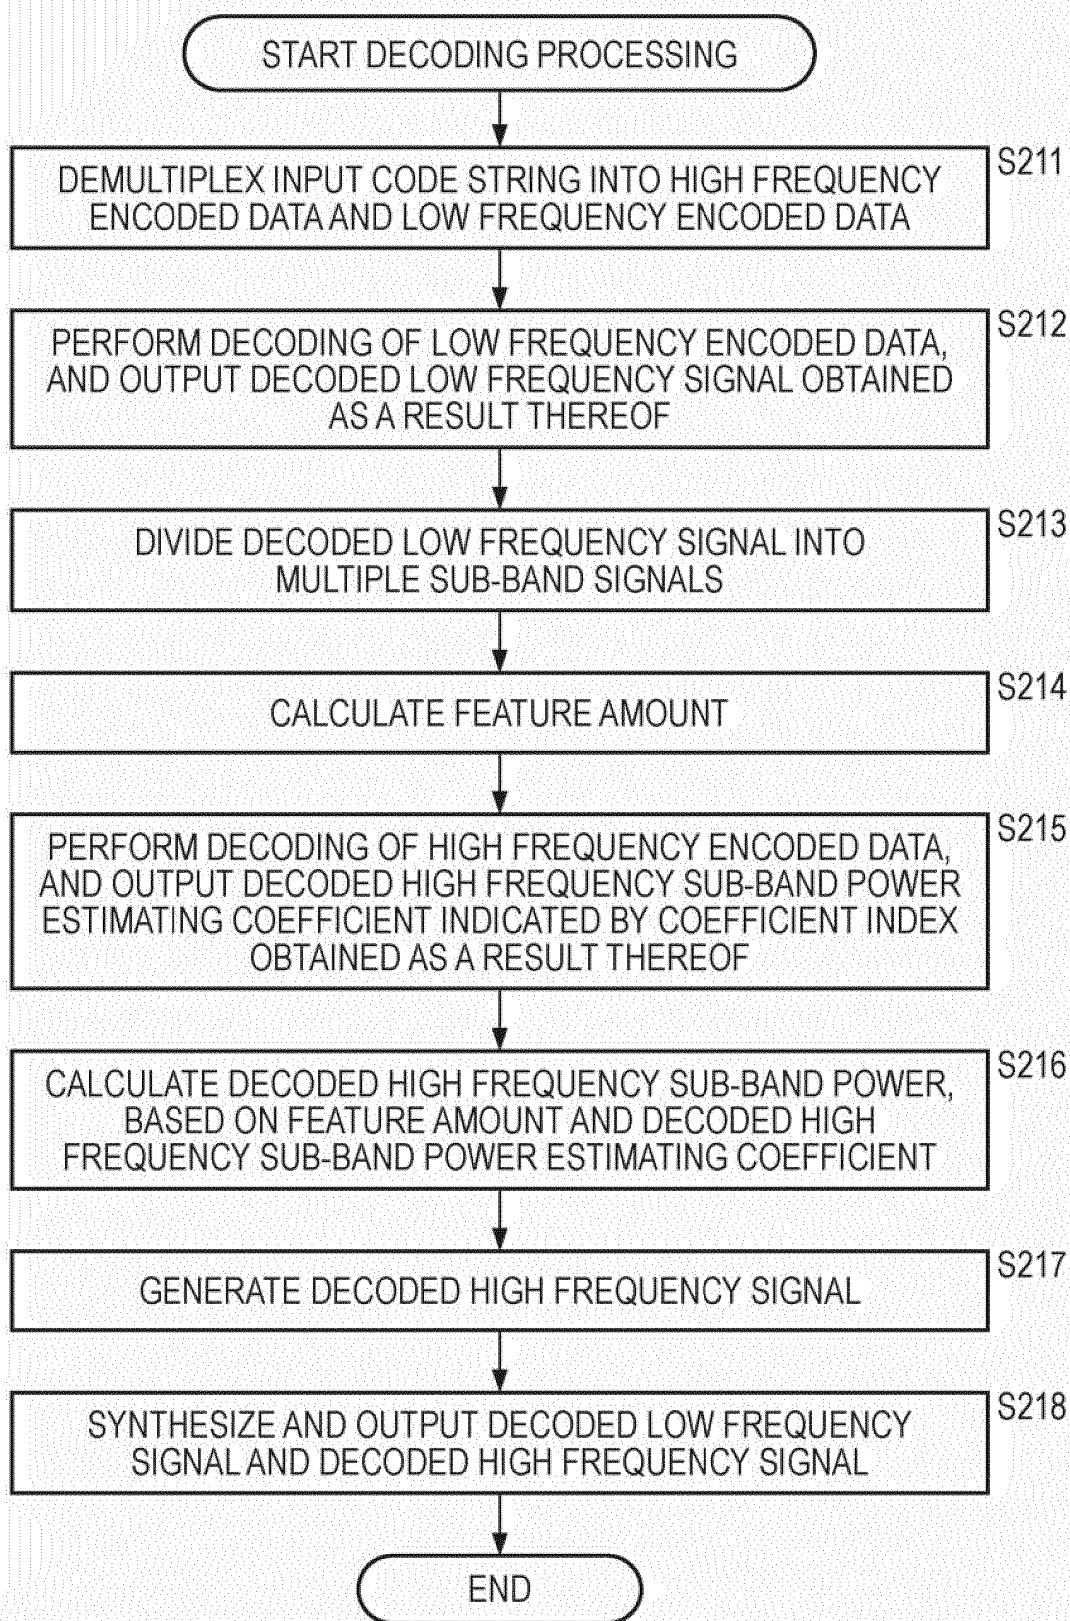 START DECODING PROCESSING
S211
DEMULTIPLEX INPUT CODE STRING INTO HIGH FREQUENCY
ENCODED DATA AND LOW FREQUENCY ENCODED DATA
S212
PERFORM DECODING OF LOW FREQUENCY ENCODED DATA,
AND OUTPUT DECODED LOW FREQUENCY SIGNAL OBTAINED
AS A RESULT THEREOF
S213
DIVIDE DECODED LOW FREQUENCY SIGNAL INTO
MULTIPLE SUB-BAND SIGNALS
S214
CALCULATE FEATURE AMOUNT
S215
PERFORM DECODING OF HIGH FREQUENCY ENCODED DATA,
AND OUTPUT DECODED HIGH FREQUENCY SUB-BAND POWER
ESTIMATING COEFFICIENT INDICATED BY COEFFICIENT INDEX
OBTAINED AS A RESULT THEREOF
S216
CALCULATE DECODED HIGH FREQUENCY SUB-BAND POWER,
BASED ON FEATURE AMOUNT AND DECODED HIGH
FREQUENCY SUB-BAND POWER ESTIMATING COEFFICIENT
S217
GENERATE DECODED HIGH FREQUENCY SIGNAL
S218
SYNTHESIZE AND OUTPUT DECODED LOW FREQUENCY
SIGNAL AND DECODED HIGH FREQUENCY SIGNAL
END